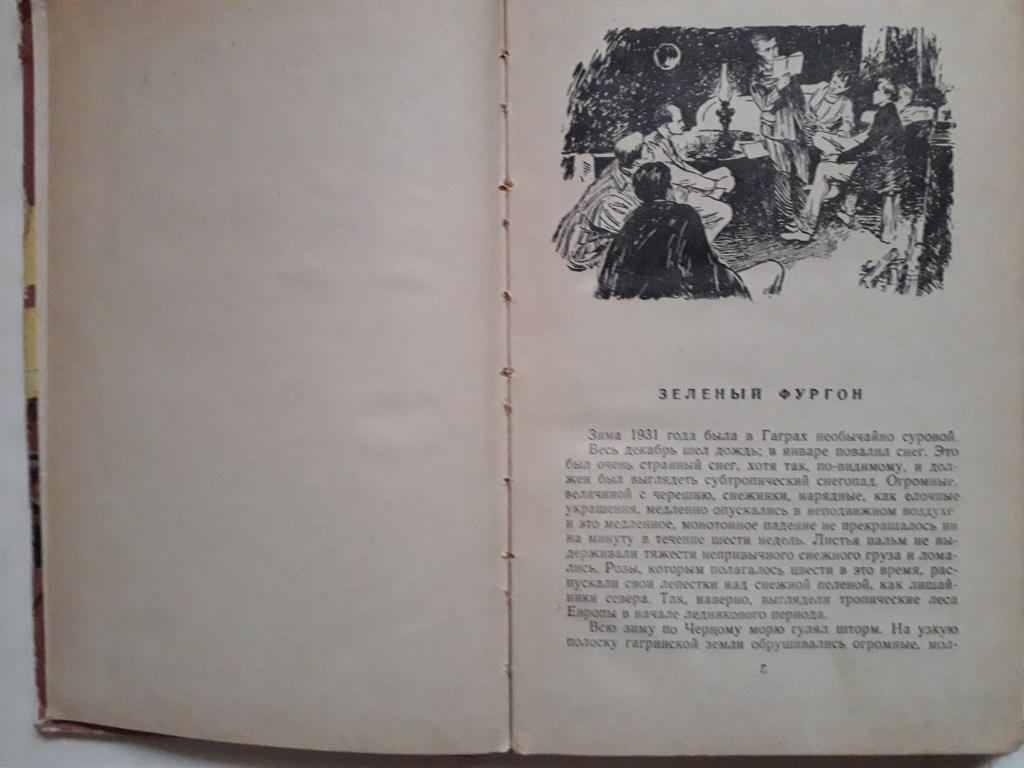 ЗЕЛЕНЫЙ ФУРГОН
Зима 1931 года была в Гаграх необычайно суровой.
Весь декабрь шел дождь; в январе повалил снег. Это
был очень странный снег, хотя так, по-видимому, и дол-
жен был выглядеть субтропический снегопад. Огромные,
величиной с черешню, снежинки, нарядные, как елочные
украшения, медленно опускались в неподвижном воздухе
и это медленное, монотонное падение не прекращалось ни
на минуту в течение шести недель. Листья пальм не вы-
держивали тяжести непривычного снежного груза и лома-
лись. Розы, которым полагалось цвести в это время, рас-
пускали свои лепестки над снежной пеленой, как лишай-
ники севера. Так, наверно, выглядели тропические леса
Европы в начале ледникового периода.
Всю зиму по Черному морю гулял шторм. На узкую
полоску гагринской земли обрушивались огромные, мол-
5